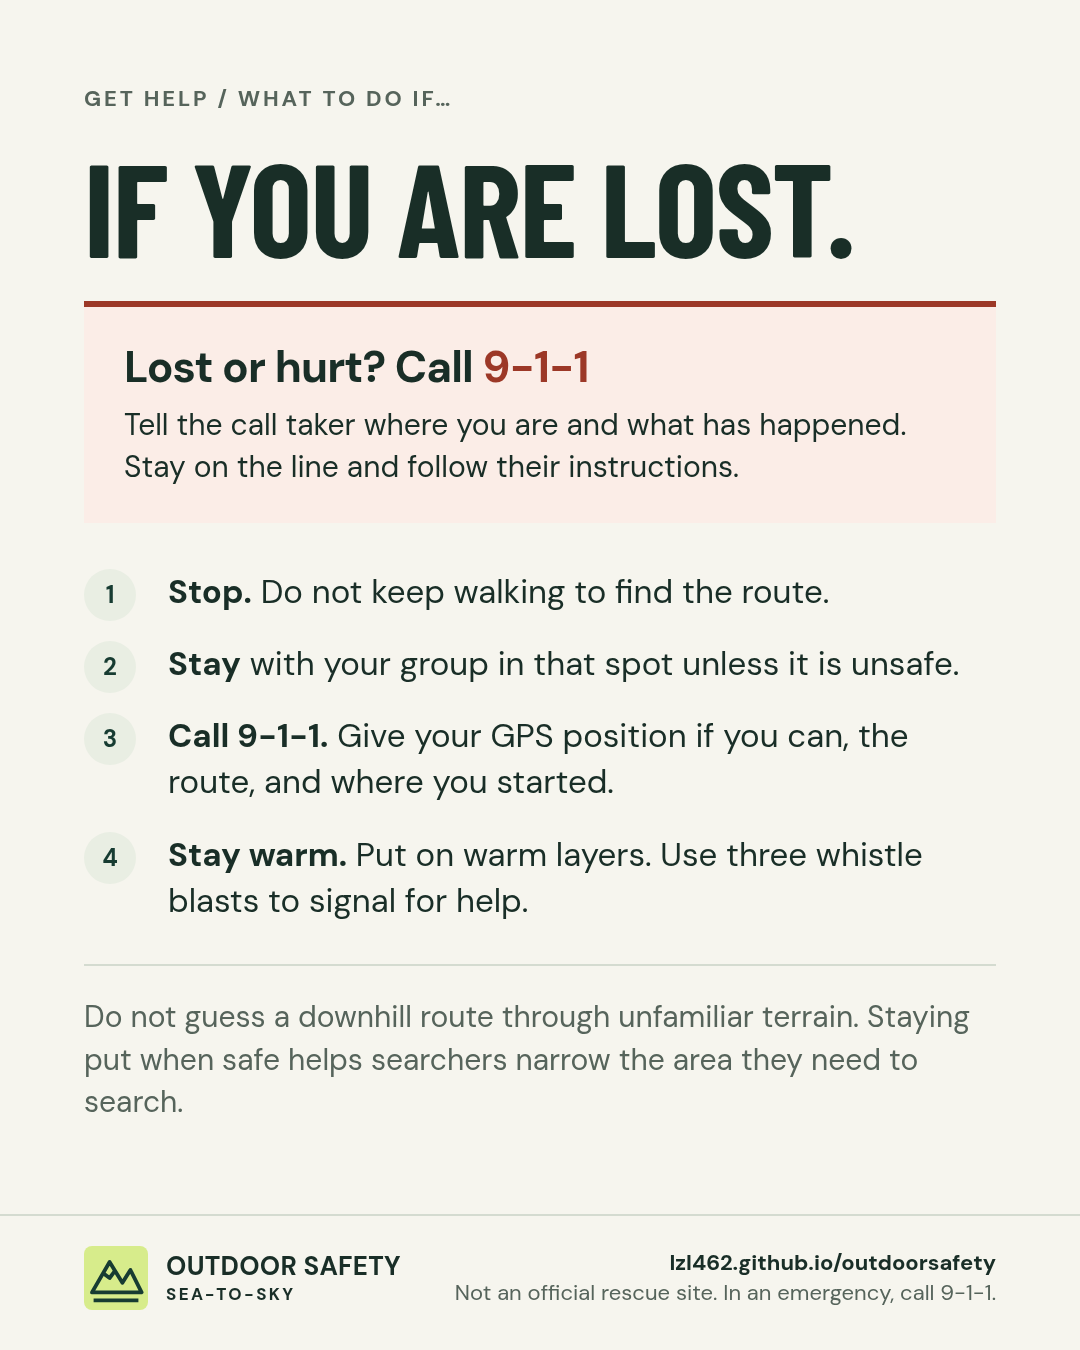 GET HELP / WHAT TO DO IF…
IF YOU ARE LOST.
Lost or hurt? Call 9-1-1
Tell the call taker where you are and what has happened.
Stay on the line and follow their instructions.
1 Stop. Do not keep walking to find the route.
2 Stay with your group in that spot unless it is unsafe.
3 Call 9-1-1. Give your GPS position if you can, the
route, and where you started.
4 Stay warm. Put on warm layers. Use three whistle
blasts to signal for help.
Do not guess a downhill route through unfamiliar terrain. Staying
put when safe helps searchers narrow the area they need to
search.
OUTDOOR SAFETY
SEA-TO-SKY
lzl462.github.io/outdoorsafety
Not an official rescue site. In an emergency, call 9-1-1.